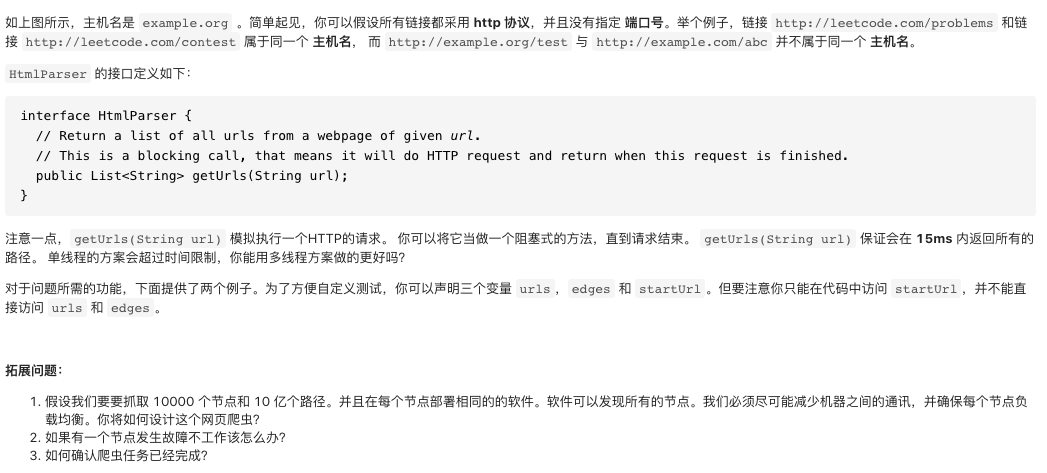 如上图所示，主机名是 example.org 。简单起见，你可以假设所有链接都采用 http 协议，并且没有指定 端口号。举个例子，链接 http://leetcode.com/problems 和链
接 http://leetcode.com/contest 属于同一个 主机名， 而 http://example.org/test 与 http://example.com/abc 并不属于同一个 主机名。
HtmlParser 的接口定义如下：
interface HtmlParser {
  // Return a list of all urls from a webpage of given url.
  // This is a blocking call, that means it will do HTTP request and return when this request is finished.
  public List<String> getUrls(String url);
}
注意一点， getUrls(String url) 模拟执行一个HTTP的请求。 你可以将它当做一个阻塞式的方法，直到请求结束。 getUrls(String url) 保证会在 15ms 内返回所有的
路径。 单线程的方案会超过时间限制，你能用多线程方案做的更好吗？
对于问题所需的功能，下面提供了两个例子。为了方便自定义测试，你可以声明三个变量 urls，edges 和 startUrl。但要注意你只能在代码中访问 startUrl，并不能直
接访问 urls 和 edges。
拓展问题：
1. 假设我们要要抓取 10000 个节点和 10 亿个路径。并且在每个节点部署相同的的软件。软件可以发现所有的节点。我们必须尽可能减少机器之间的通讯，并确保每个节点负
载均衡。你将如何设计这个网页爬虫？
2. 如果有一个节点发生故障不工作该怎么办？
3. 如何确认爬虫任务已经完成？